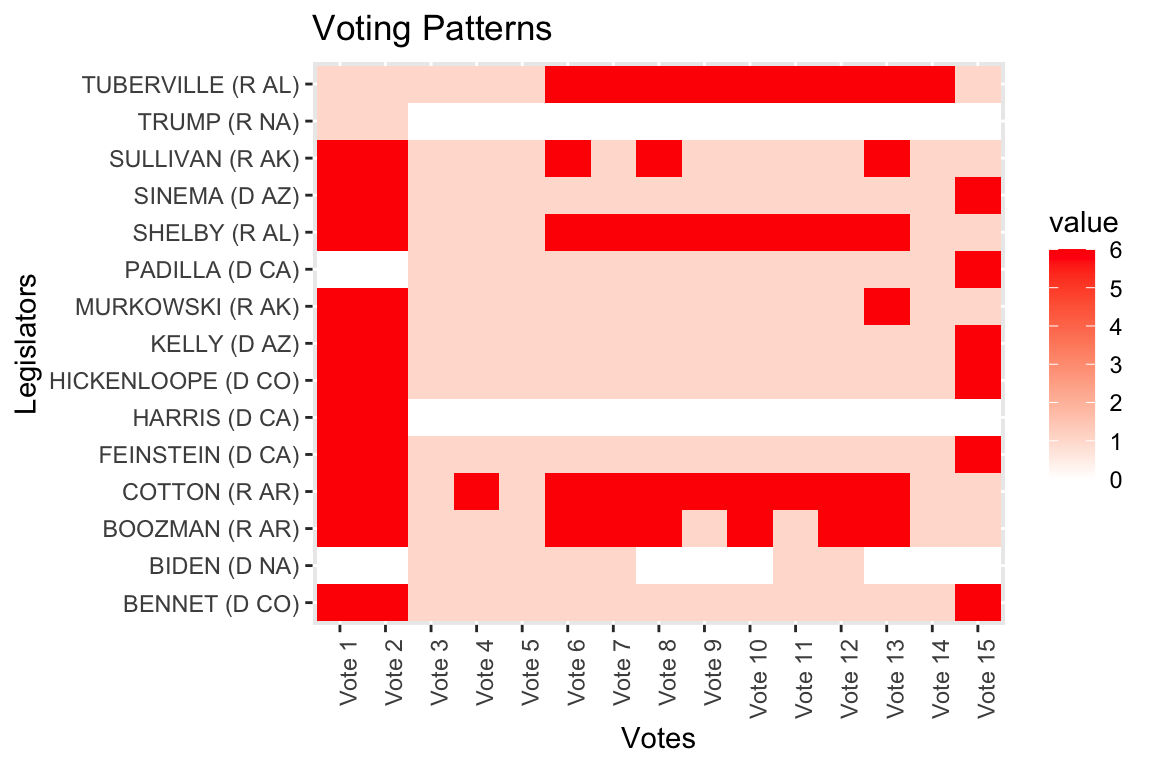 Voting Patterns
Legislators
TUBERVILLE (R AL)
TRUMP (R NA)
SULLIVAN (R AK)
SINEMA (D AZ)
SHELBY (R AL)
PADILLA (D CA)
MURKOWSKI (R AK)
KELLY (D AZ)
HICKENLOOPE (D CO)
HARRIS (D CA)
FEINSTEIN (D CA)
COTTON (R AR)
BOOZMAN (R AR)
BIDEN (D NA)
BENNET (D CO)
Vote 1
Vote 2
Vote 3
Vote 4
Vote 5
Vote 6
Vote 7
Vote 8
Vote 9
Vote 10
Vote 11
Vote 12
Vote 13
Vote 14
Vote 15
Votes
value
6
5
4
3
2
1
0